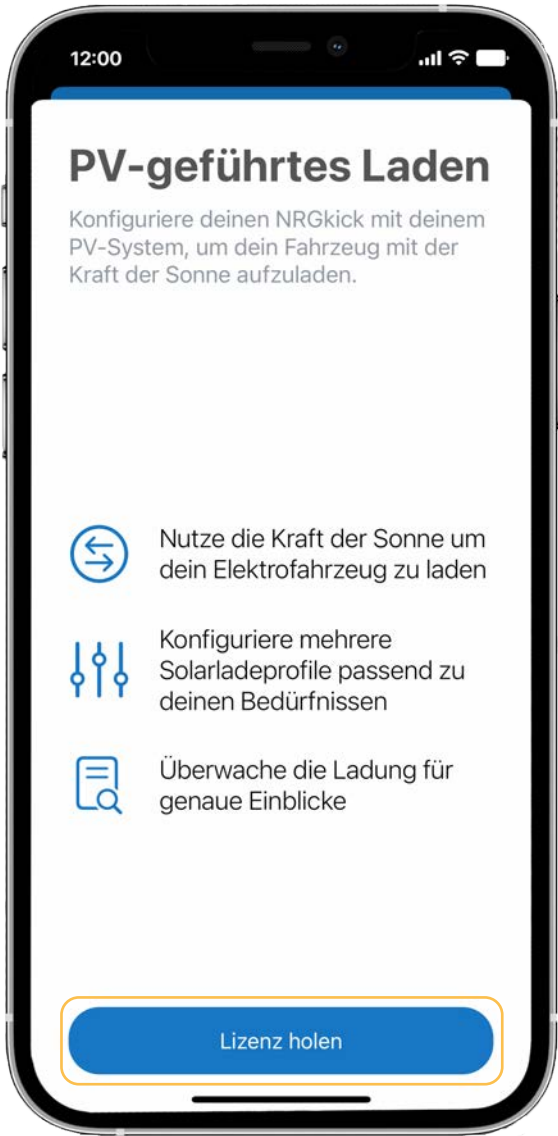 12:00
PV-geführtes Laden
Konfiguriere deinen NRGkick mit deinem
PV-System, um dein Fahrzeug mit der
Kraft der Sonne aufzuladen.
Nutze die Kraft der Sonne um
dein Elektrofahrzeug zu laden
Konfiguriere mehrere
Solarladeprofile passend zu
deinen Bedürfnissen
Überwache die Ladung für
genaue Einblicke
Lizenz holen